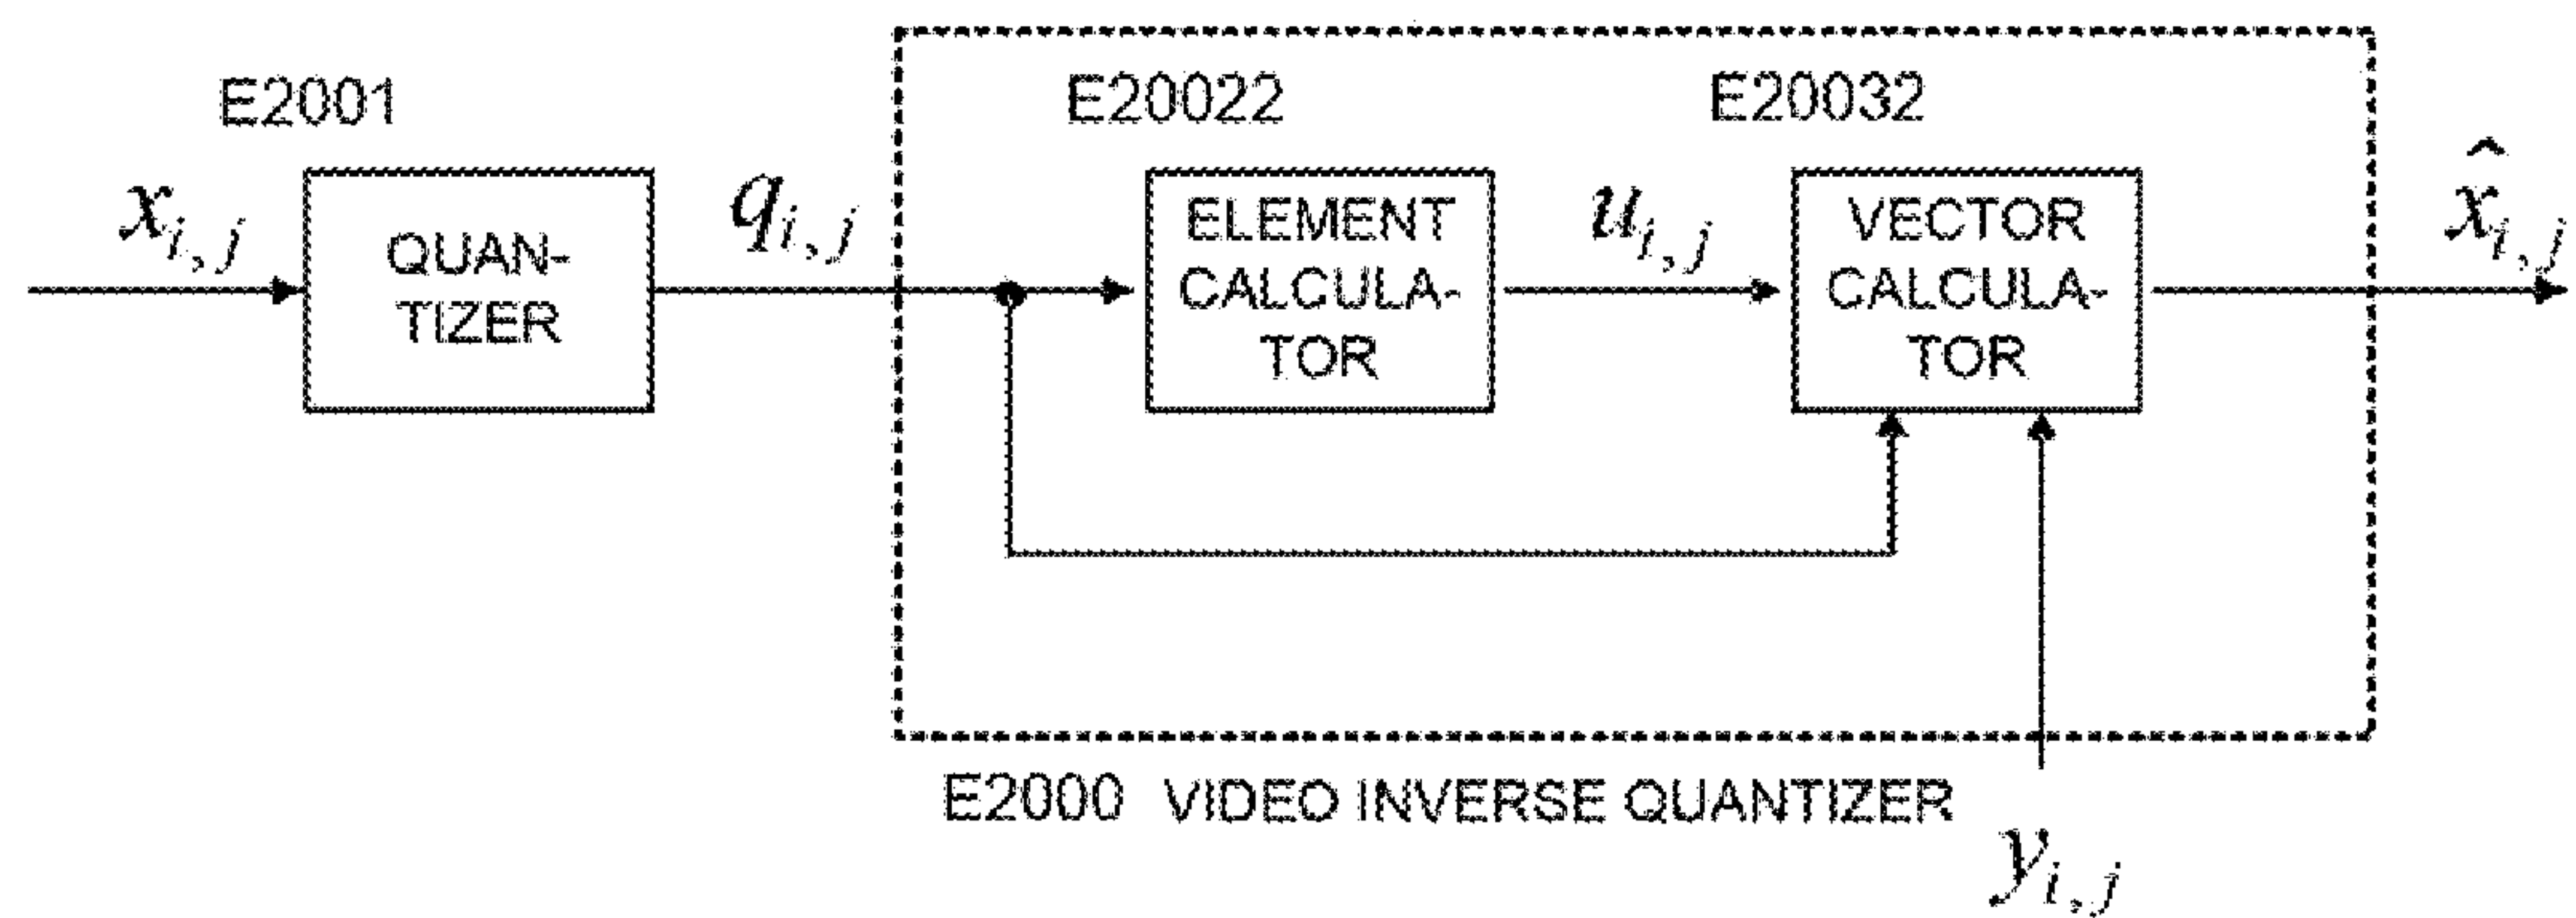 E2001
E20022
E20032
x_{i,j}
QUAN-
TIZER
q_{i,j}
ELEMENT
CALCULA-
TOR
u_{i,j}
VECTOR
CALCULA-
TOR
\hat{x}_{i,j}
E2000 VIDEO INVERSE QUANTIZER
y_{i,j}